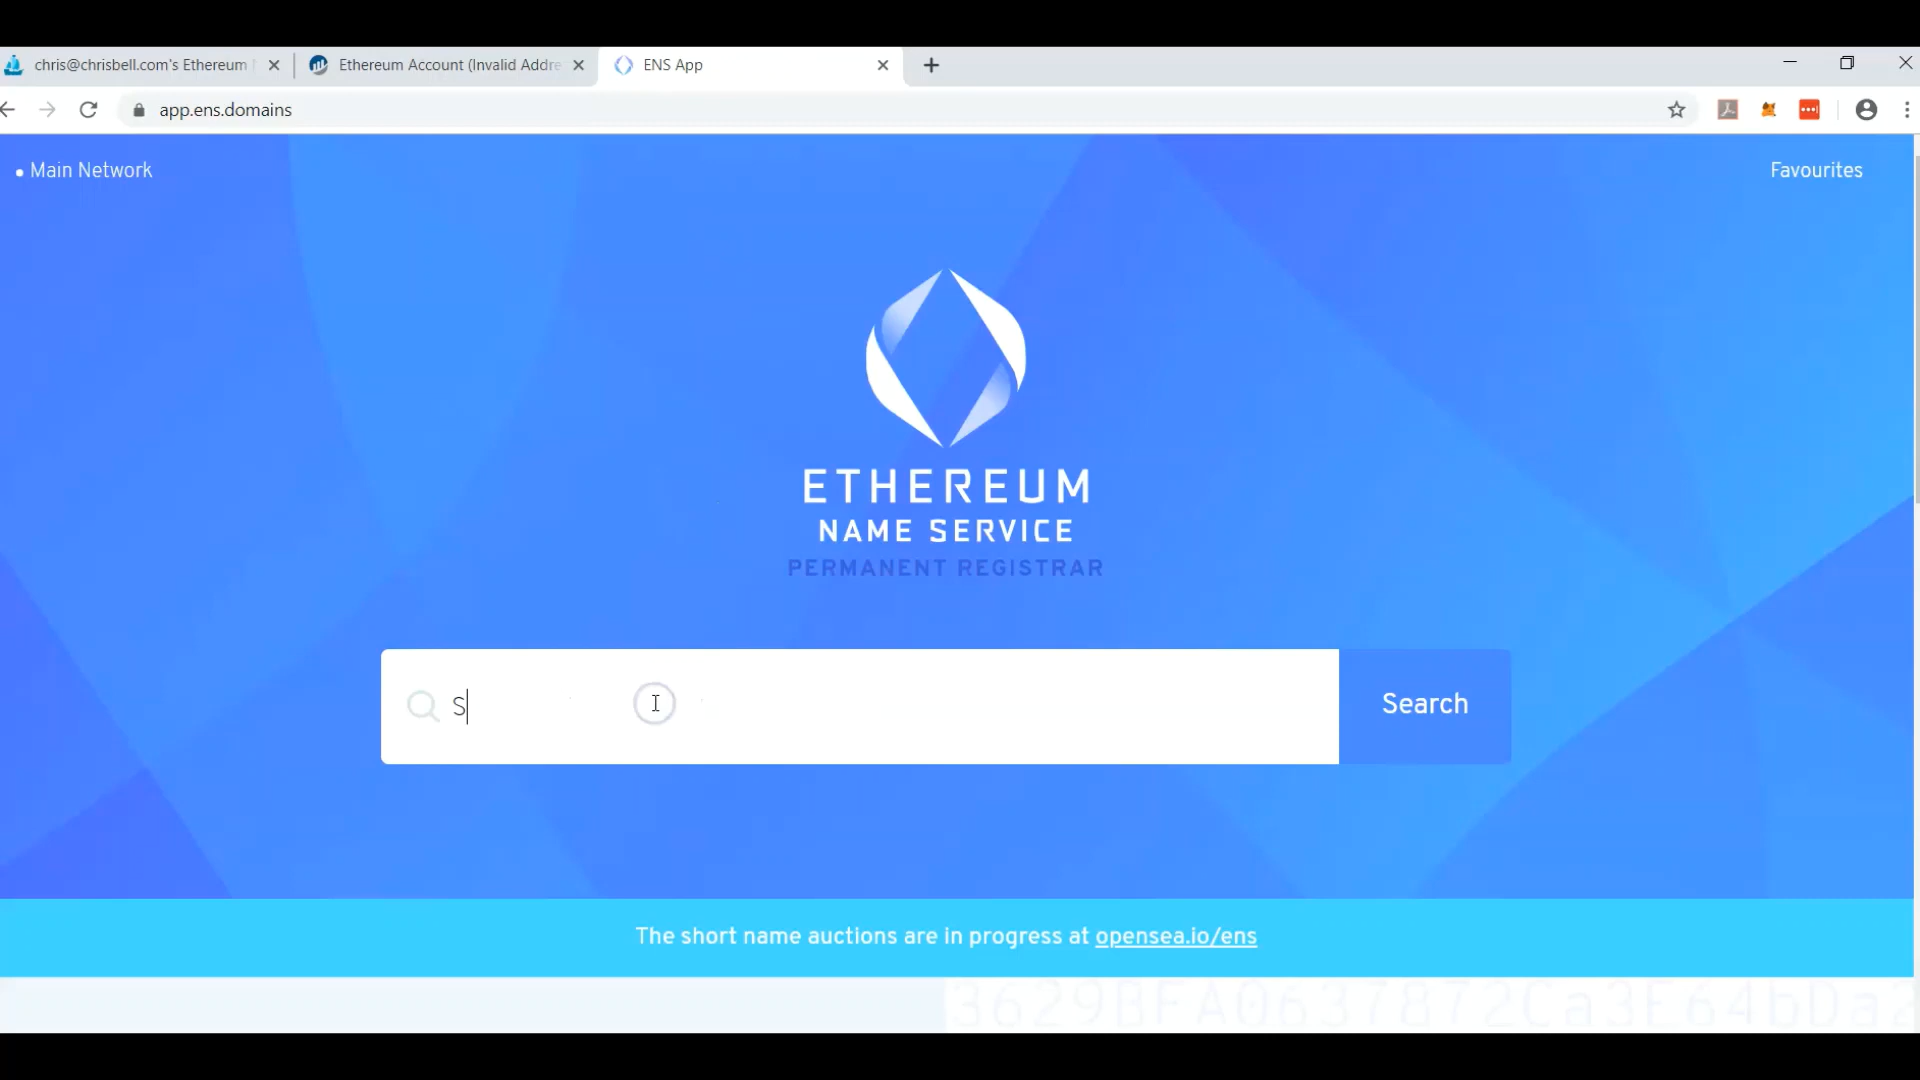 chris@chrisbell.com's Ethereum
Ethereum Account (Invalid Addre
ENS App
app.ens.domains
Main Network
Favourites
ETHEREUM
NAME SERVICE
PERMANENT REGISTRAR
S
Search
The short name auctions are in progress at opensea.io/ens
3629BFA0637872Ca3E64bDa